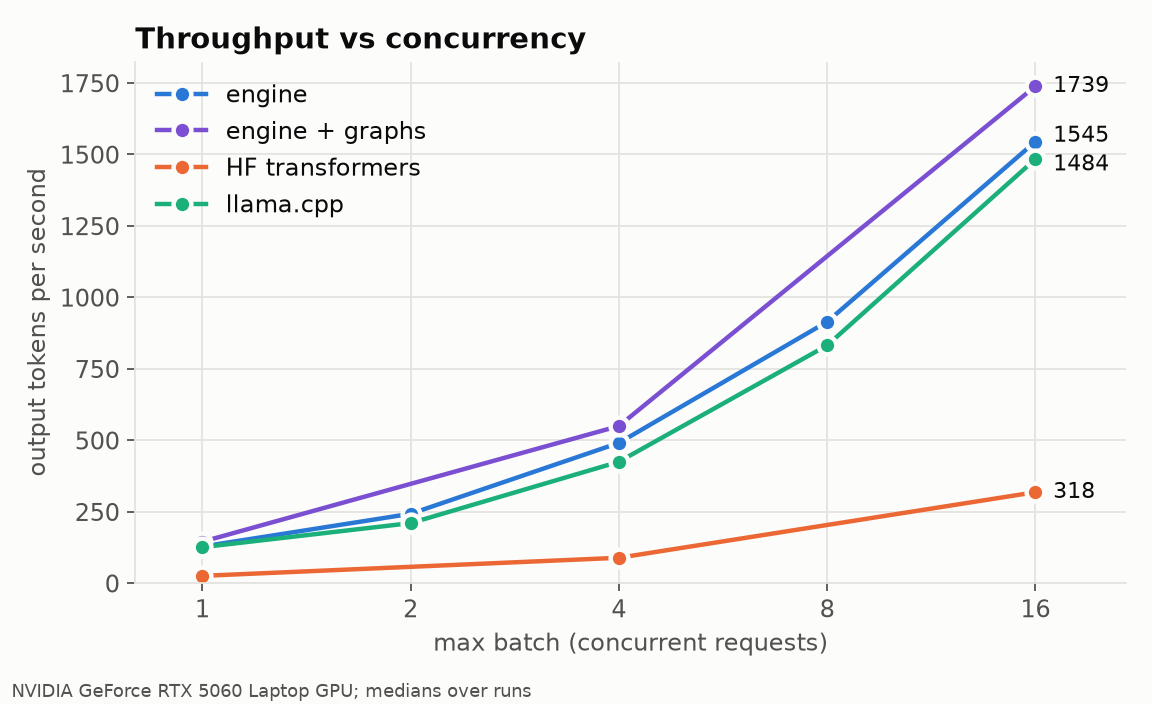 Throughput vs concurrency
output tokens per second
1750
1500
1250
1000
750
500
250
0
engine
engine + graphs
HF transformers
llama.cpp
1739
1545
1484
318
1 2 4 8 16
max batch (concurrent requests)
NVIDIA GeForce RTX 5060 Laptop GPU; medians over runs